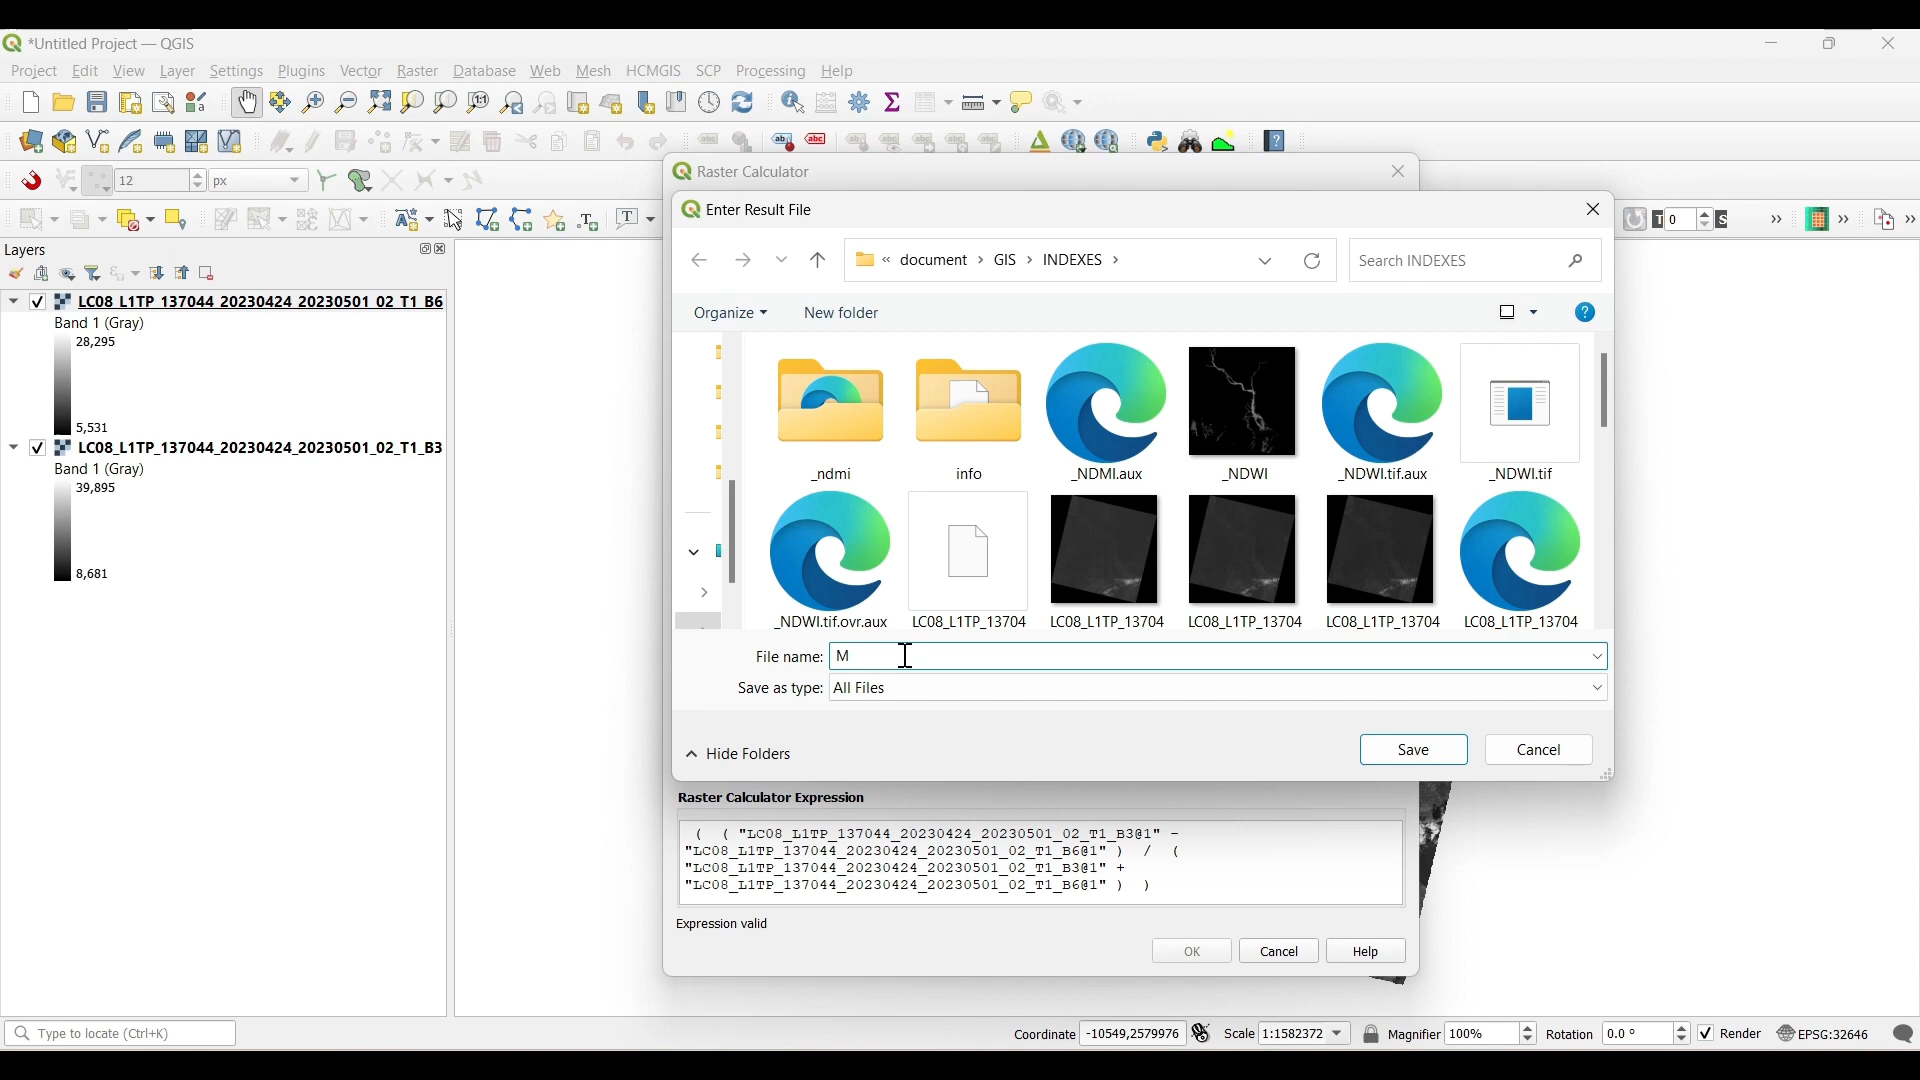 *Untitled Project — QGIS
Project Edit View Layer Settings Plugins Vector Raster Database Web Mesh HCMGIS SCP Processing Help
12 px
T 0 S
Layers
LC08_L1TP_137044_20230424_20230501_02_T1_B6
Band 1 (Gray)
28,295
5,531
LC08_L1TP_137044_20230424_20230501_02_T1_B3
Band 1 (Gray)
39,895
8,681
Raster Calculator
Enter Result File
« document › GIS › INDEXES ›
Search INDEXES
Organize New folder
_ndmi info _NDMI.aux _NDWI _NDWI.tif.aux _NDWI.tif
_NDWI.tif.ovr.aux LC08_L1TP_13704 LC08_L1TP_13704 LC08_L1TP_13704 LC08_L1TP_13704 LC08_L1TP_13704
File name: M
Save as type: All Files
Hide Folders Save Cancel
Raster Calculator Expression
( ( "LC08_L1TP_137044_20230424_20230501_02_T1_B3@1" -
"LC08_L1TP_137044_20230424_20230501_02_T1_B6@1" ) / (
"LC08_L1TP_137044_20230424_20230501_02_T1_B3@1" +
"LC08_L1TP_137044_20230424_20230501_02_T1_B6@1" ) )
Expression valid
OK Cancel Help
Type to locate (Ctrl+K)
Coordinate -10549,2579976 Scale 1:1582372 Magnifier 100% Rotation 0.0 ° Render EPSG:32646